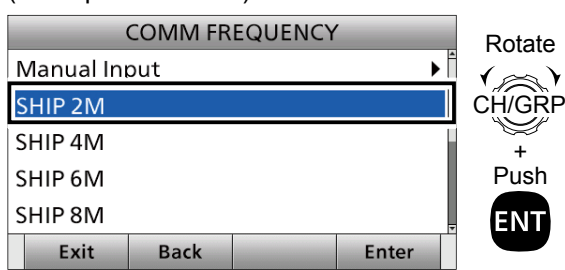 COMM FREQUENCY
Manual Input
SHIP 2M
SHIP 4M
SHIP 6M
SHIP 8M
Exit Back Enter
Rotate
CH/GRP
+
Push
ENT